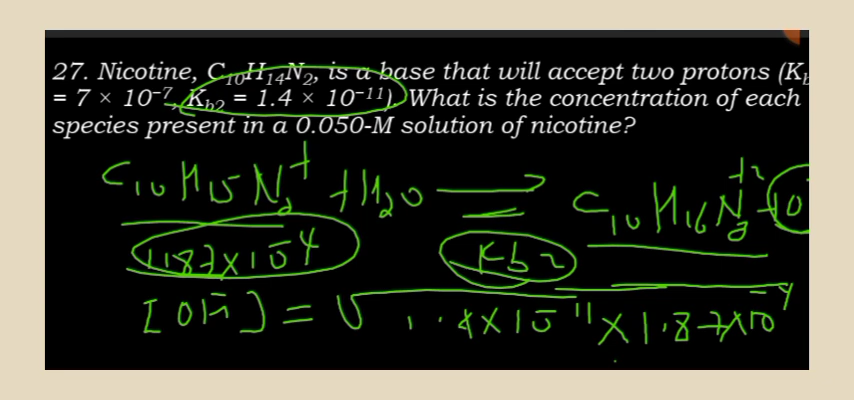 27. Nicotine, C₁₀H₁₄N₂, is a base that will accept two protons (K_b
= 7 × 10⁻⁷, K_b2 = 1.4 × 10⁻¹¹). What is the concentration of each
species present in a 0.050-M solution of nicotine?
C₁₀H₁₅N₂⁺ + H₂O ⇌ C₁₀H₁₆N₂⁺² + O
1.87×10⁻⁴ Kb2
[OH⁻] = √1.4×10⁻¹¹ × 1.87×10⁻⁴